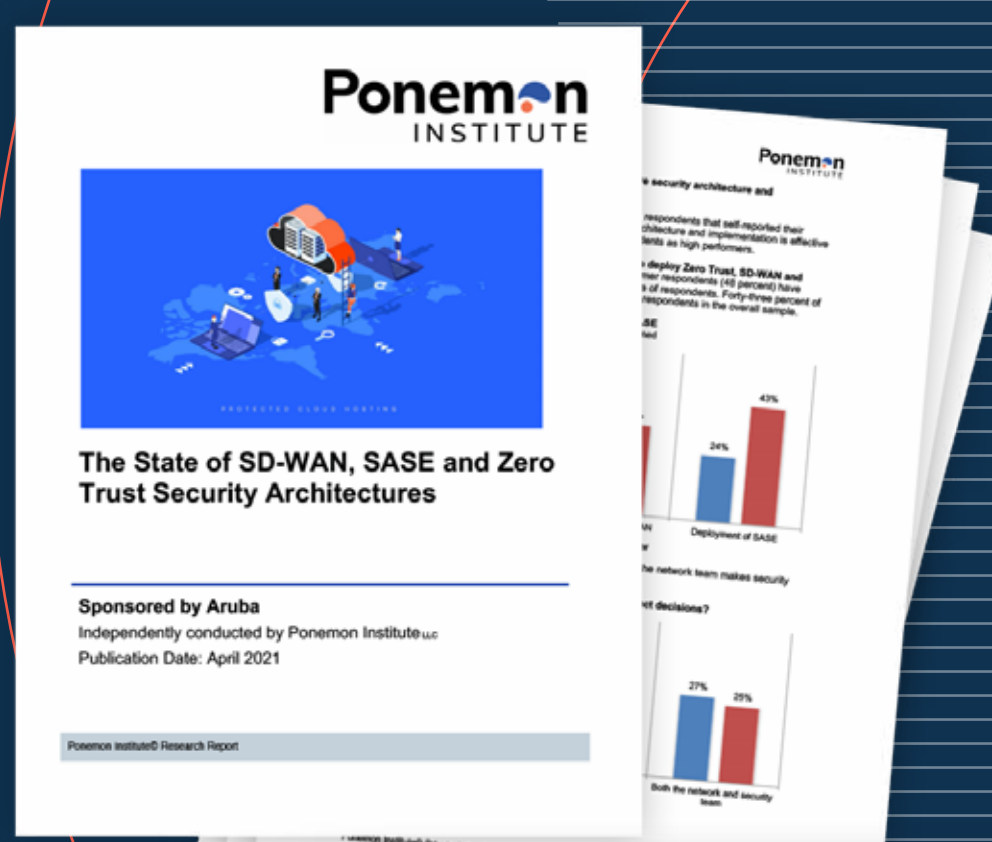 Ponemon
INSTITUTE
PROTECTED CLOUD HOSTING
The State of SD-WAN, SASE and Zero
Trust Security Architectures
Sponsored by Aruba
Independently conducted by Ponemon Institute LLC
Publication Date: April 2021
Ponemon Institute© Research Report
Ponemon
INSTITUTE
security architecture and
respondents that self-reported their
architecture and implementation is effective
as high performers.
deploy Zero Trust, SD-WAN and
respondents (48 percent) have
of respondents. Forty-three percent of
respondents in the overall sample.
43%
24%
Deployment of SASE
the network team makes security
decisions?
27%
25%
Both the network and security
team